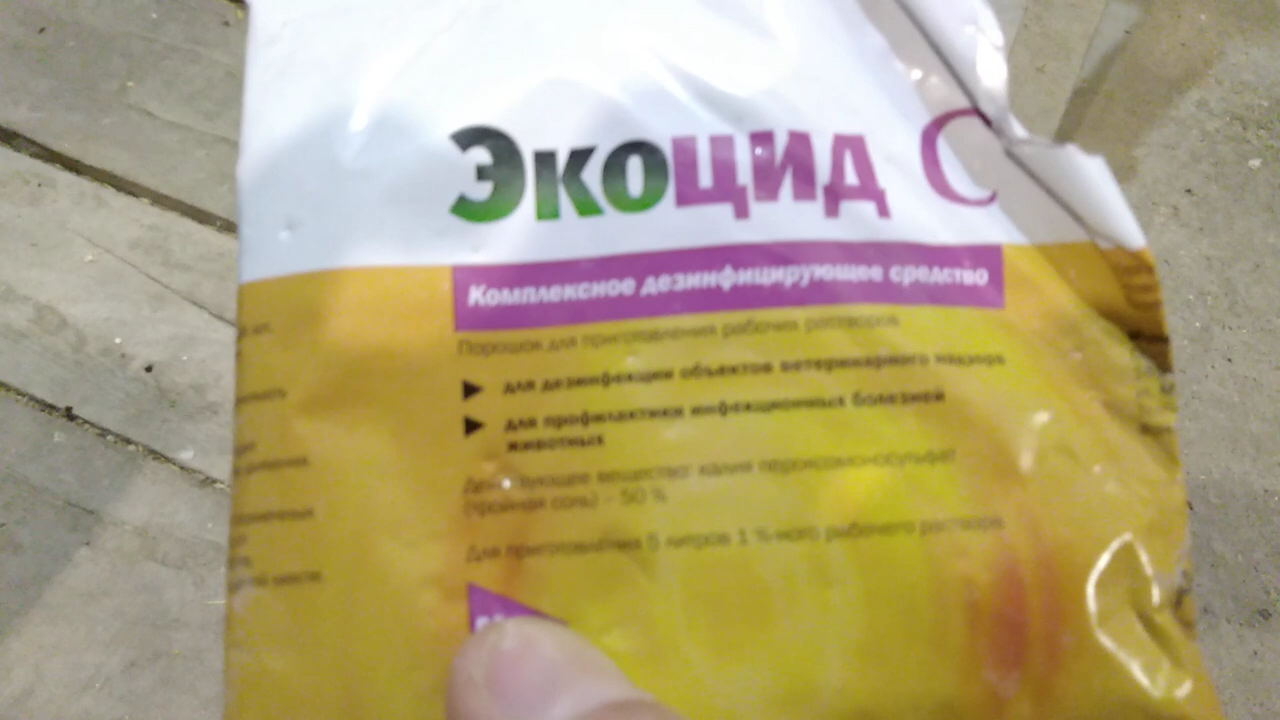 Экоцид С
Комплексное дезинфицирующее средство
Порошок для приготовления рабочих растворов
для дезинфекции объектов ветеринарного надзора
для профилактики инфекционных болезней
животных
Действующее вещество: калия пероксомоносульфат
(тройная соль) – 50 %
Для приготовления 5 литров 1 %-ного рабочего раствора